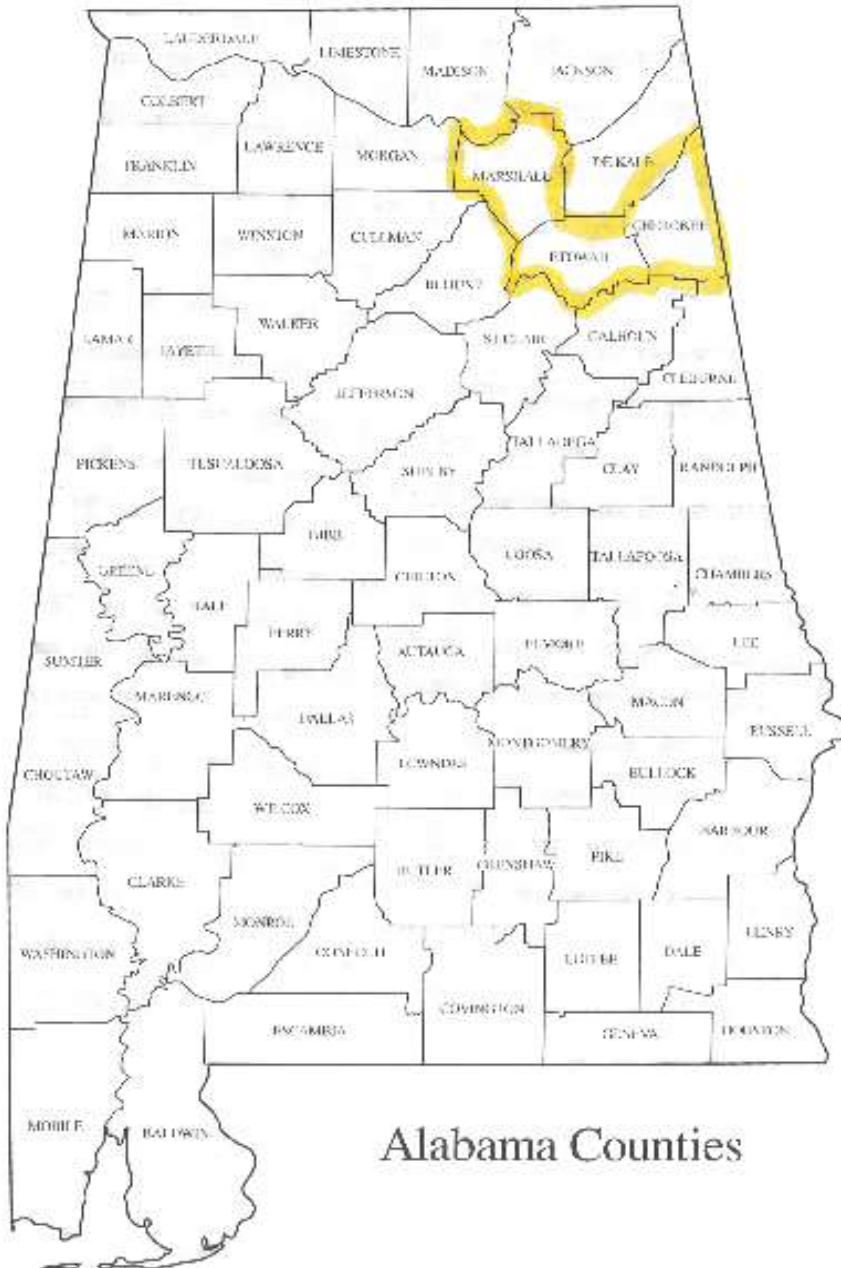 LAUDERDALE
LIMESTONE
MADISON
JACKSON
COLBERT
LAWRENCE
MORGAN
FRANKLIN
MARSHALL
DEKALB
MARION
WINSTON
CULLMAN
CHEROKEE
ETOWAH
BLOUNT
LAMAR
FAYETTE
WALKER
ST CLAIR
CALHOUN
CLEBURNE
JEFFERSON
TALLADEGA
PICKENS
TUSCALOOSA
SHELBY
CLAY
RANDOLPH
BIBB
GREENE
HALE
CHILTON
COOSA
TALLAPOOSA
CHAMBERS
PERRY
AUTAUGA
ELMORE
LEE
SUMTER
MARENGO
DALLAS
MACON
RUSSELL
LOWNDES
MONTGOMERY
BULLOCK
CHOCTAW
WILCOX
BARBOUR
CLARKE
BUTLER
CRENSHAW
PIKE
MONROE
HENRY
WASHINGTON
CONECUH
COFFEE
DALE
COVINGTON
ESCAMBIA
GENEVA
HOUSTON
MOBILE
BALDWIN
Alabama Counties